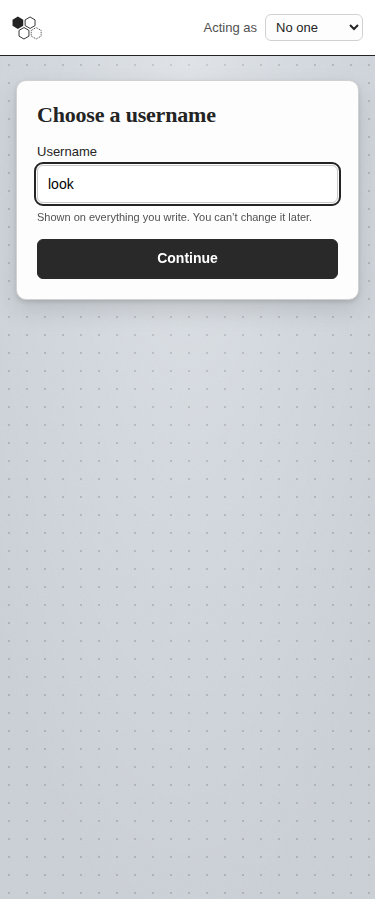 Acting as No one
Choose a username
Username
look
Shown on everything you write. You can’t change it later.
Continue